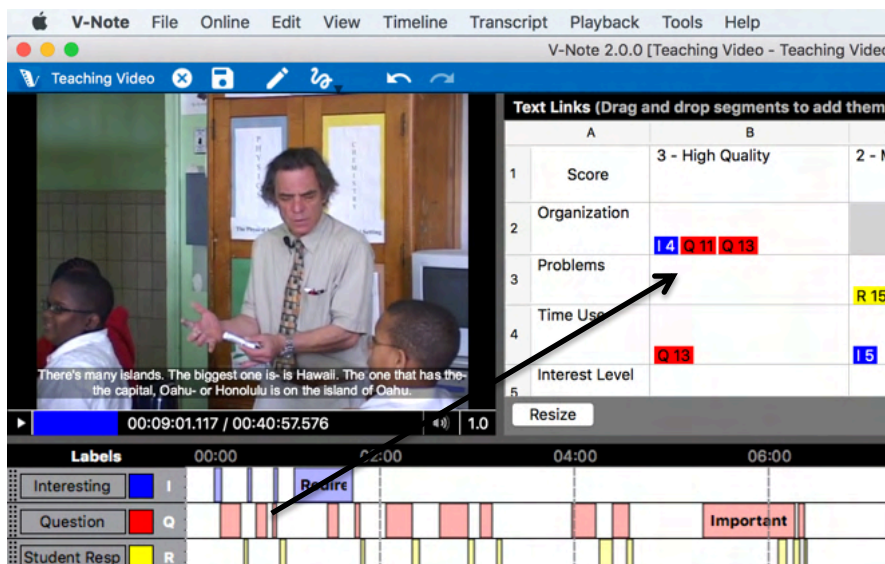 V-Note File Online Edit View Timeline Transcript Playback Tools Help
V-Note 2.0.0 [Teaching Video - Teaching Video
Teaching Video
Text Links (Drag and drop segments to add them
A B
1 Score 3 - High Quality 2 -
2 Organization
I 4 Q 11 Q 13
3 Problems
R 15
4 Time Use
Q 13 I 5
5 Interest Level
Resize
There's many islands. The biggest one is- is Hawaii. The one that has the-
the capital, Oahu- or Honolulu is on the island of Oahu.
00:09:01.117 / 00:40:57.576 1.0
Labels 00:00 02:00 04:00 06:00
Interesting I Redire
Question Q Important
Student Resp R